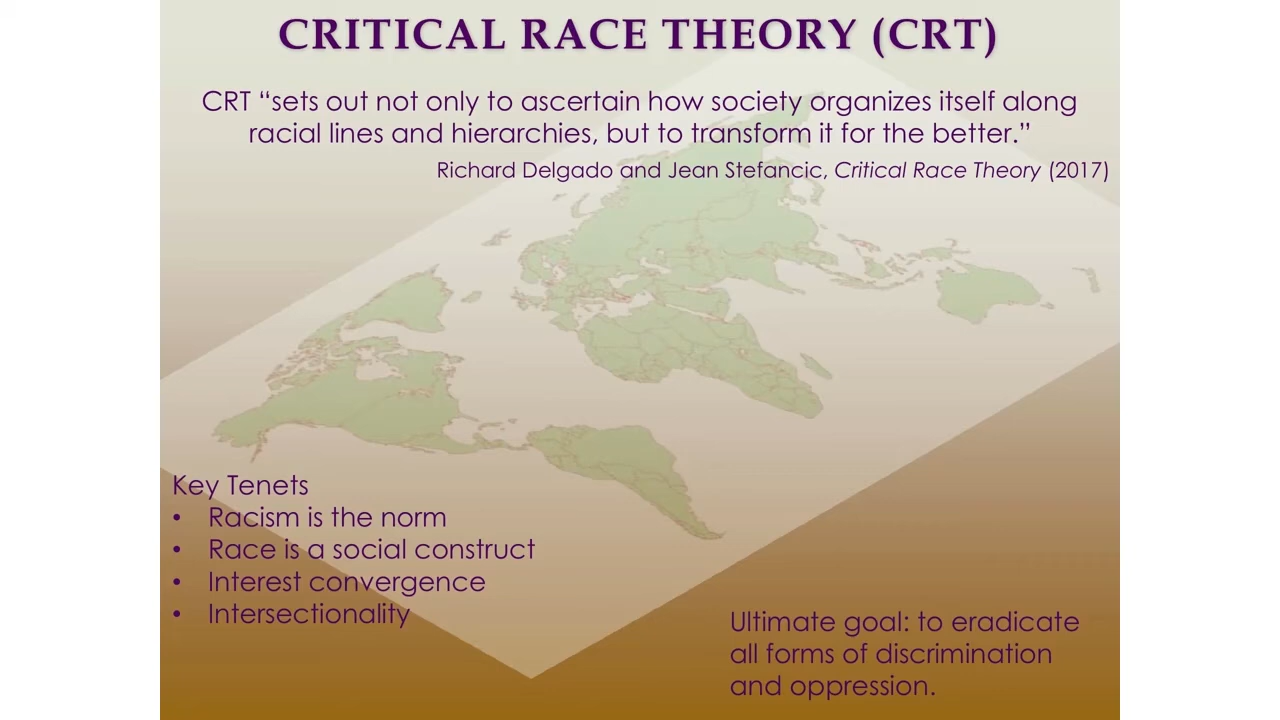 CRITICAL RACE THEORY (CRT)
CRT “sets out not only to ascertain how society organizes itself along
racial lines and hierarchies, but to transform it for the better.”
Richard Delgado and Jean Stefancic, Critical Race Theory (2017)
Key Tenets
• Racism is the norm
• Race is a social construct
• Interest convergence
• Intersectionality
Ultimate goal: to eradicate
all forms of discrimination
and oppression.